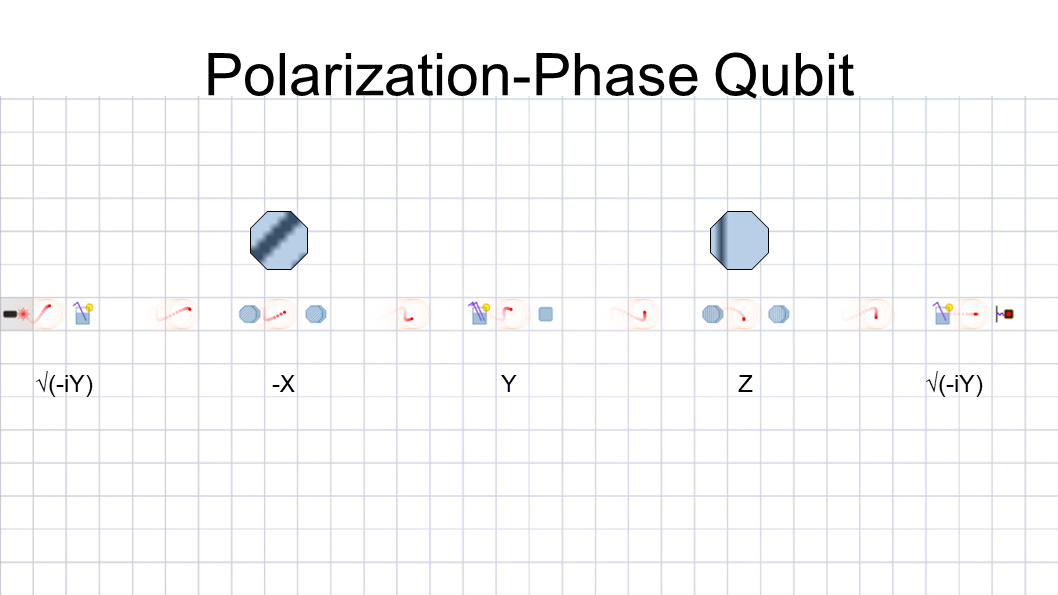 Polarization-Phase Qubit
√(-iY) -X Y Z √(-iY)